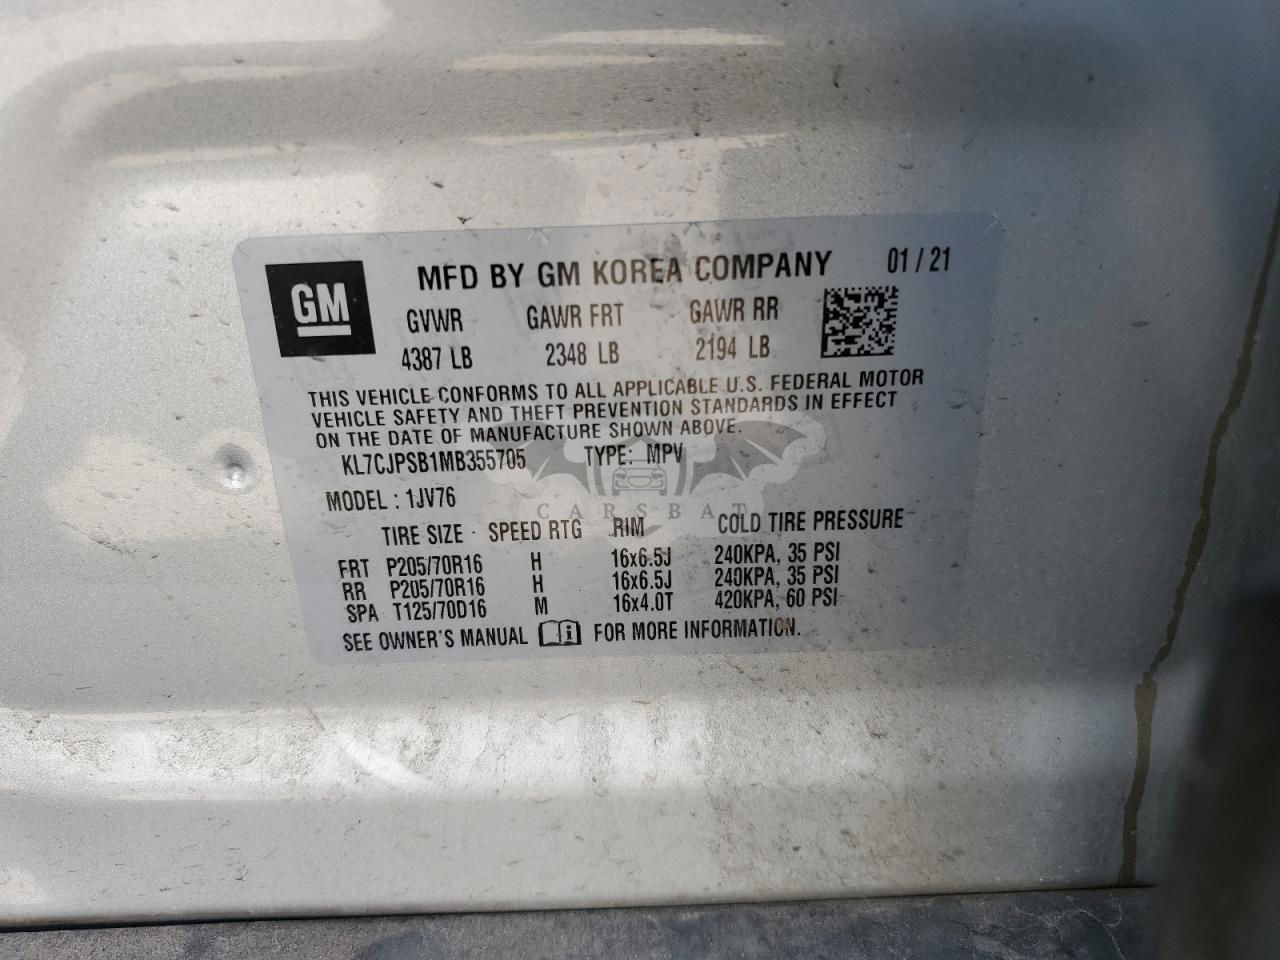 GM
MFD BY GM KOREA COMPANY 01 / 21
GVWR GAWR FRT GAWR RR
4387 LB 2348 LB 2194 LB
THIS VEHICLE CONFORMS TO ALL APPLICABLE U.S. FEDERAL MOTOR
VEHICLE SAFETY AND THEFT PREVENTION STANDARDS IN EFFECT
ON THE DATE OF MANUFACTURE SHOWN ABOVE.
KL7CJPSB1MB355705 TYPE: MPV
MODEL : 1JV76
CARSBAT
TIRE SIZE SPEED RTG RIM COLD TIRE PRESSURE
FRT P205/70R16 H 16x6.5J 240KPA, 35 PSI
RR P205/70R16 H 16x6.5J 240KPA, 35 PSI
SPA T125/70D16 M 16x4.0T 420KPA, 60 PSI
SEE OWNER'S MANUAL i FOR MORE INFORMATION.